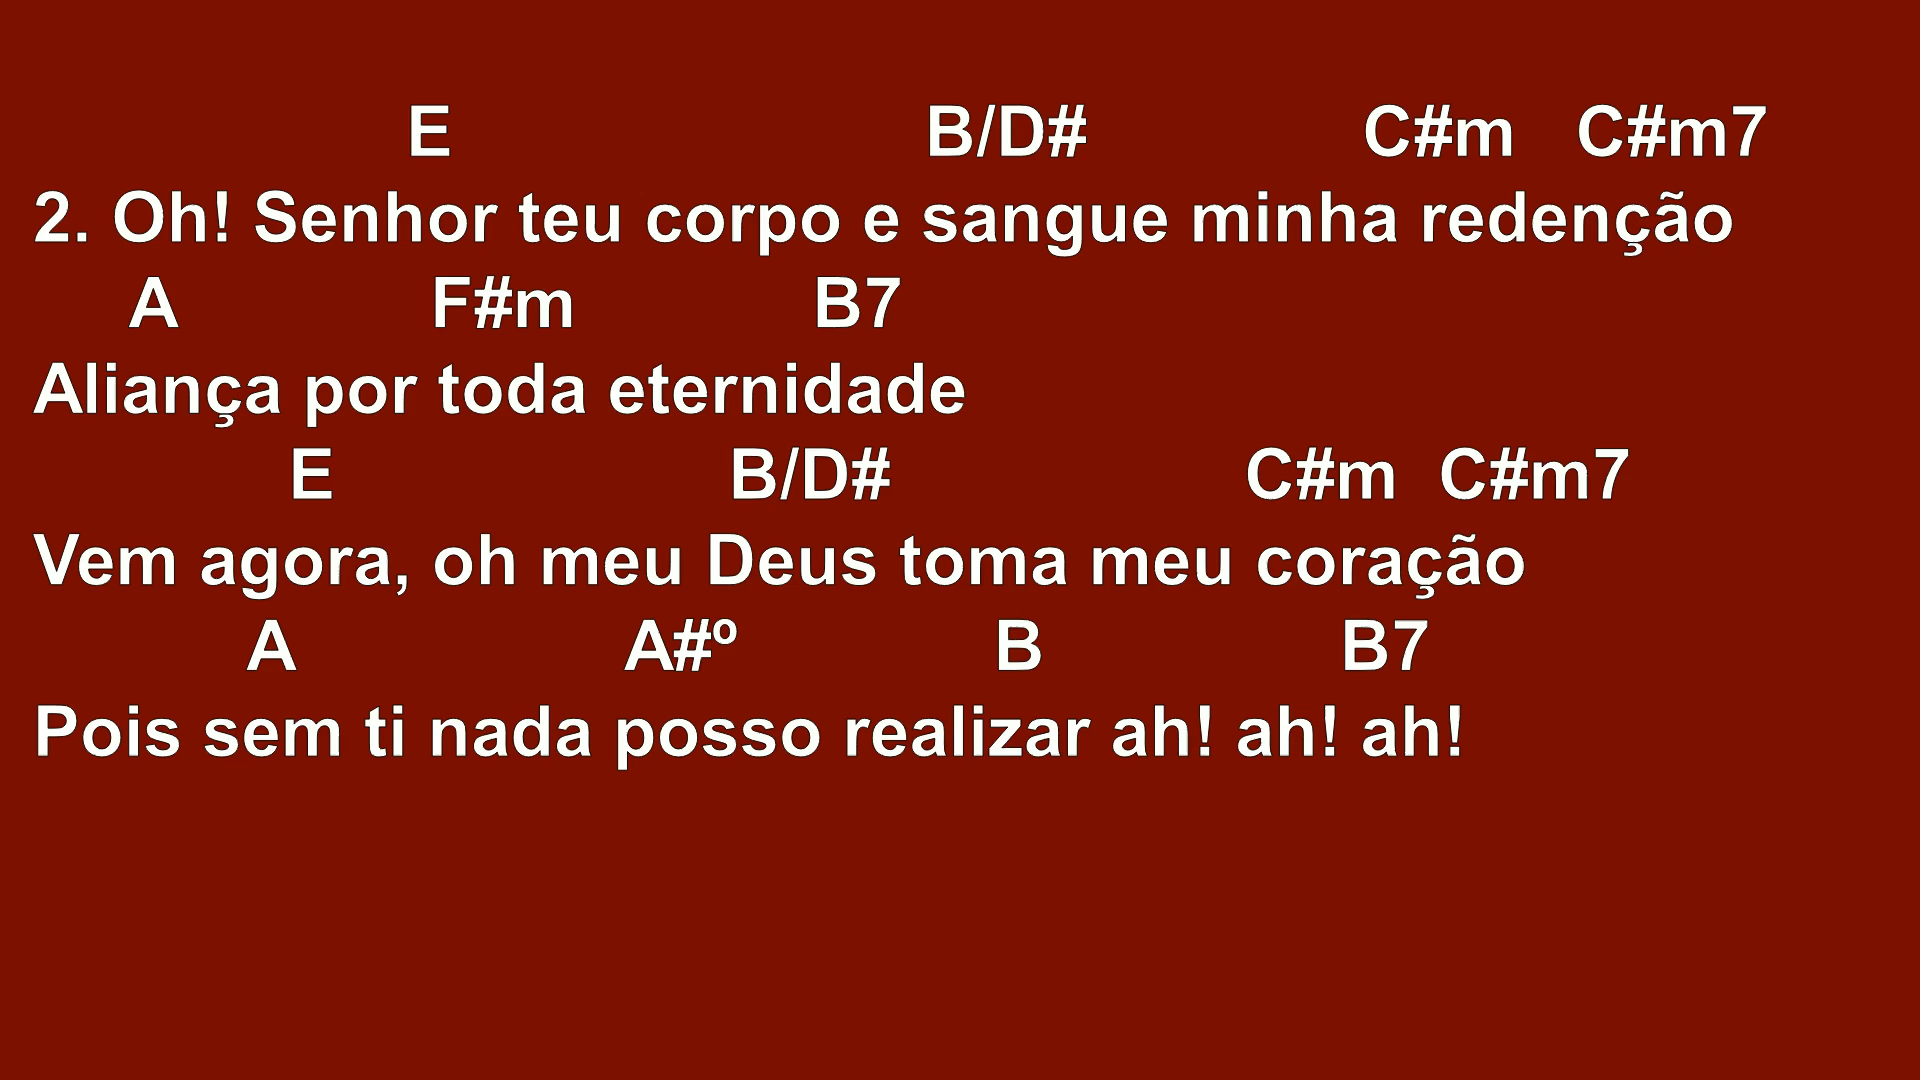 E B/D# C#m C#m7
2. Oh! Senhor teu corpo e sangue minha redenção
A F#m B7
Aliança por toda eternidade
E B/D# C#m C#m7
Vem agora, oh meu Deus toma meu coração
A A#º B B7
Pois sem ti nada posso realizar ah! ah! ah!